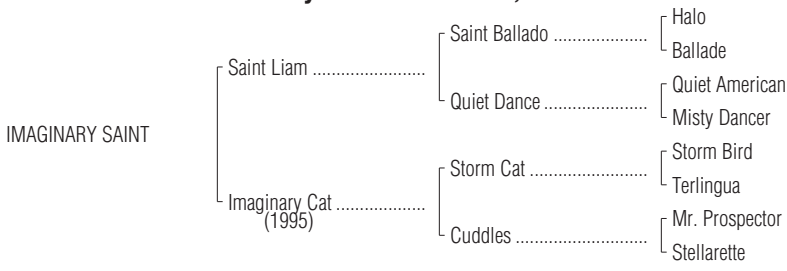 Halo
Saint Ballado ....................
Ballade
Saint Liam ........................
Quiet American
Quiet Dance ......................
Misty Dancer
IMAGINARY SAINT
Storm Bird
Storm Cat .........................
Terlingua
Imaginary Cat ...................
(1995)
Mr. Prospector
Cuddles ............................
Stellarette